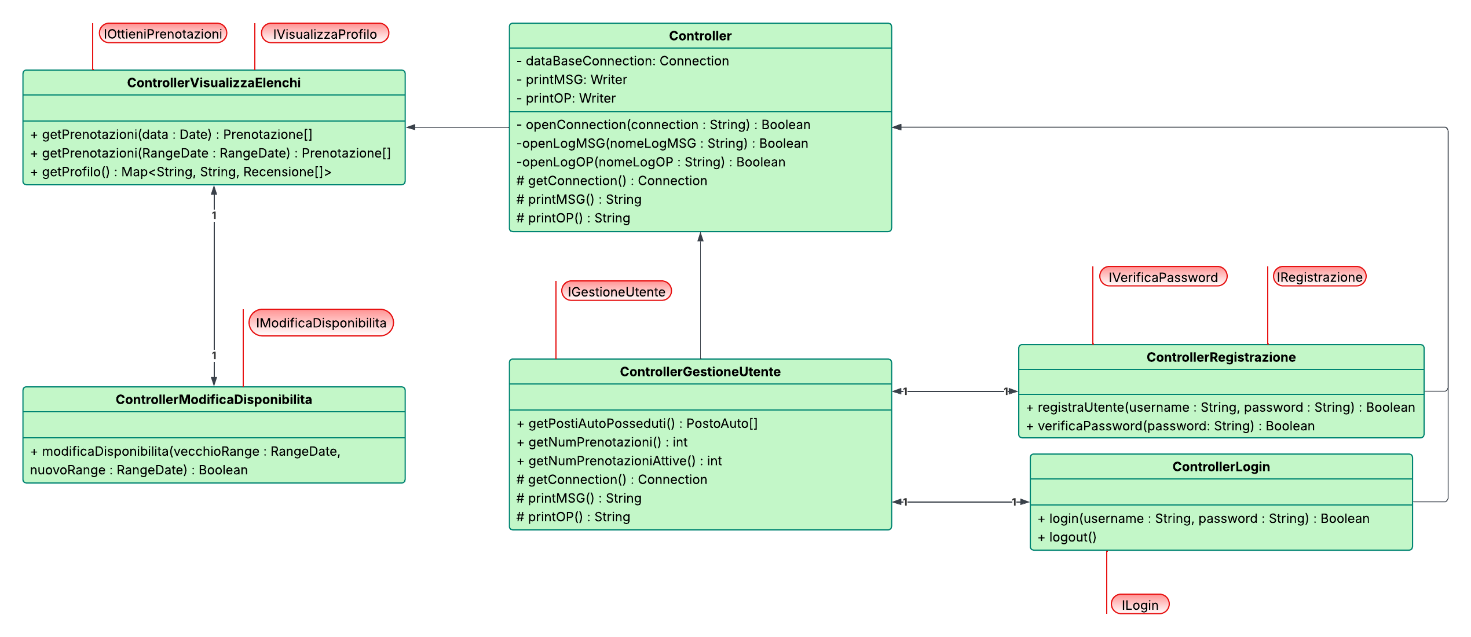 IOttieniPrenotazioni
IVisualizzaProfilo
ControllerVisualizzaElenchi
+ getPrenotazioni(data : Date) : Prenotazione[]
+ getPrenotazioni(RangeDate : RangeDate) : Prenotazione[]
+ getProfilo() : Map<String, String, Recensione[]>
1
1
IModificaDisponibilita
ControllerModificaDisponibilita
+ modificaDisponibilita(vecchioRange : RangeDate,
nuovoRange : RangeDate) : Boolean
Controller
- dataBaseConnection: Connection
- printMSG: Writer
- printOP: Writer
- openConnection(connection : String) : Boolean
-openLogMSG(nomeLogMSG : String) : Boolean
-openLogOP(nomeLogOP : String) : Boolean
# getConnection() : Connection
# printMSG() : String
# printOP() : String
IGestioneUtente
ControllerGestioneUtente
+ getPostiAutoPosseduti() : PostoAuto[]
+ getNumPrenotazioni() : int
+ getNumPrenotazioniAttive() : int
# getConnection() : Connection
# printMSG() : String
# printOP() : String
1
1
1
1
IVerificaPassword
IRegistrazione
ControllerRegistrazione
+ registraUtente(username : String, password : String) : Boolean
+ verificaPassword(password: String) : Boolean
ControllerLogin
+ login(username : String, password : String) : Boolean
+ logout()
ILogin